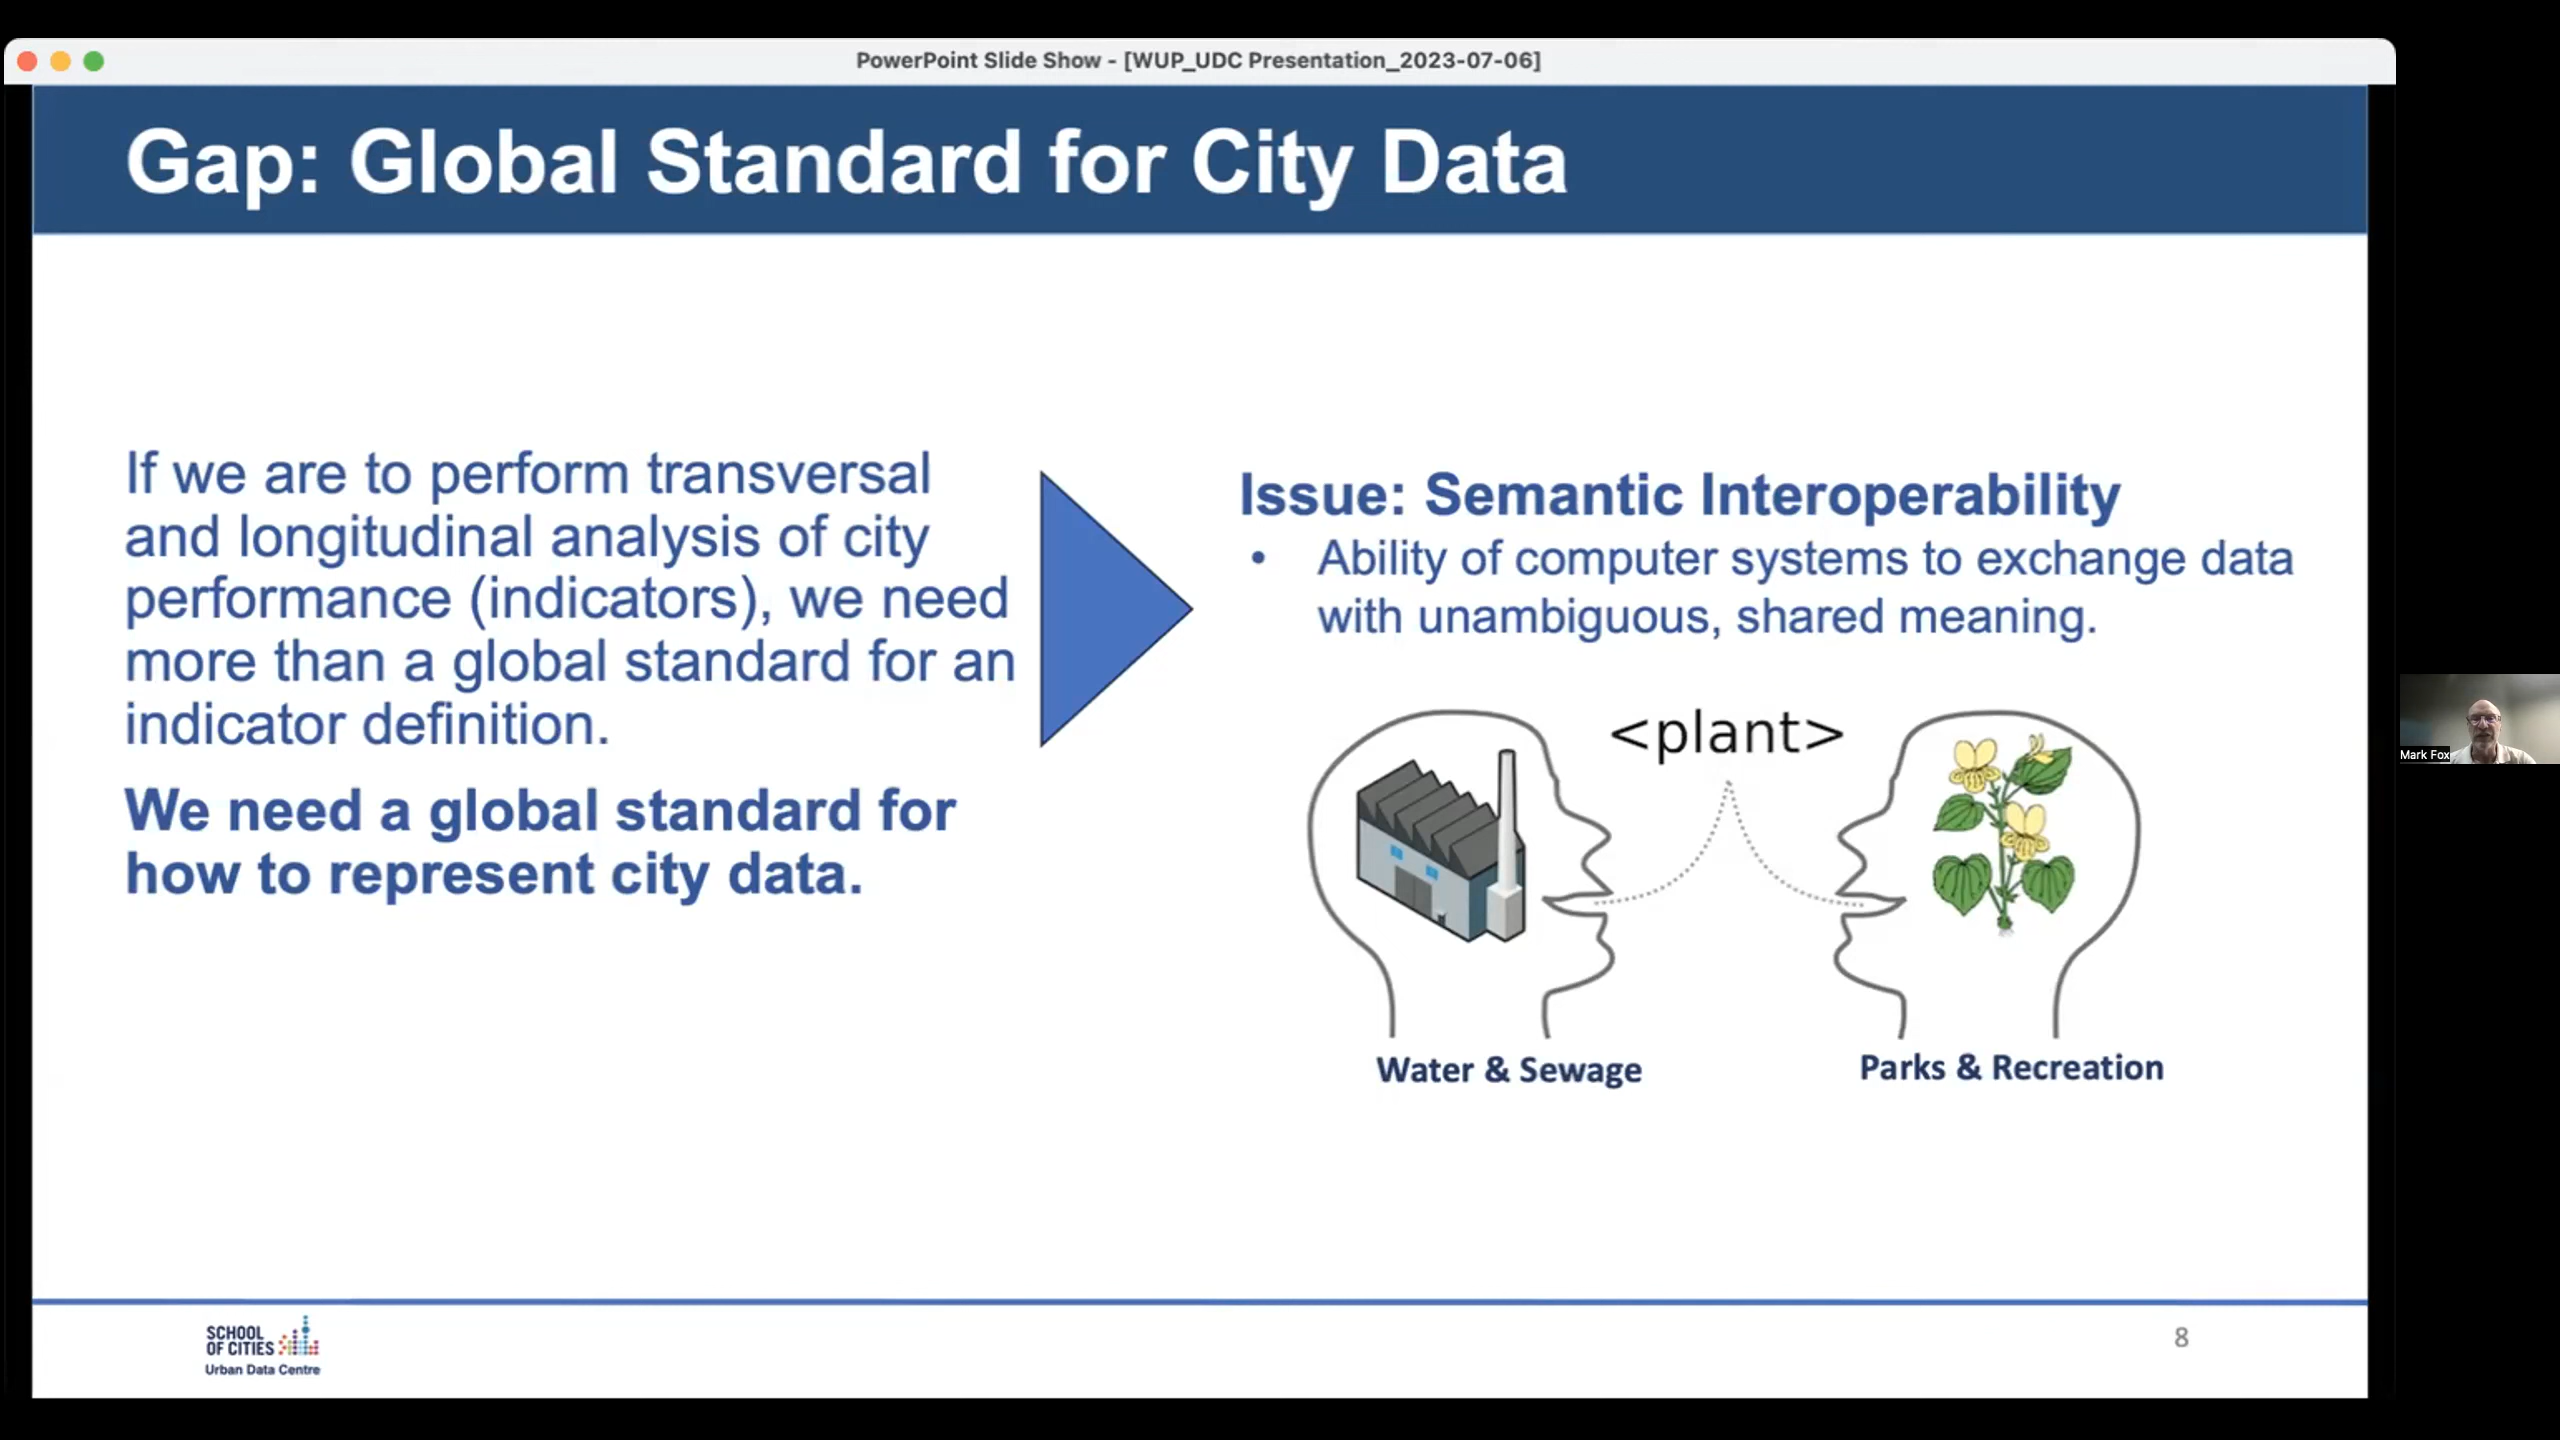 PowerPoint Slide Show - [WUP_UDC Presentation_2023-07-06]
Gap: Global Standard for City Data
If we are to perform transversal
and longitudinal analysis of city
performance (indicators), we need
more than a global standard for an
indicator definition.
We need a global standard for
how to represent city data.
Issue: Semantic Interoperability
• Ability of computer systems to exchange data
with unambiguous, shared meaning.
<plant>
Water & Sewage
Parks & Recreation
Mark Fox
SCHOOL
OF CITIES
Urban Data Centre
8